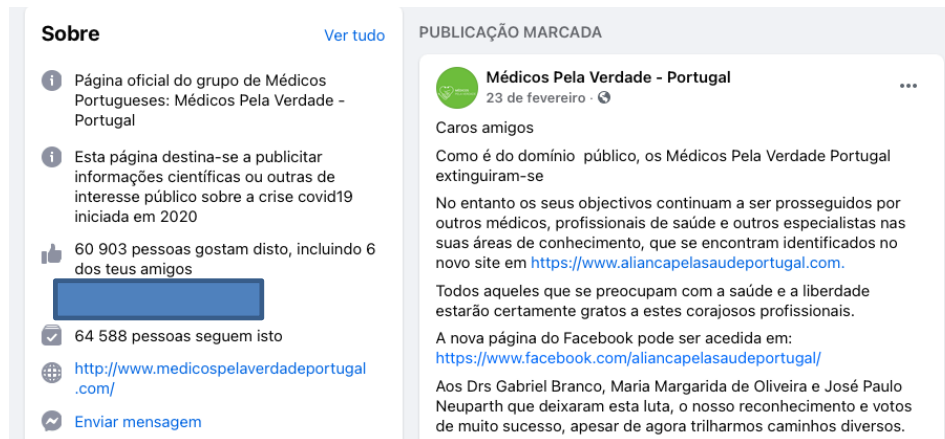 Sobre
Ver tudo
Página oficial do grupo de Médicos
Portugueses: Médicos Pela Verdade -
Portugal
Esta página destina-se a publicitar
informações científicas ou outras de
interesse público sobre a crise covid19
iniciada em 2020
60 903 pessoas gostam disto, incluindo 6
dos teus amigos
64 588 pessoas seguem isto
http://www.medicospelaverdadeportugal
.com/
Enviar mensagem
PUBLICAÇÃO MARCADA
Médicos Pela Verdade - Portugal
23 de fevereiro ·
Caros amigos
Como é do domínio público, os Médicos Pela Verdade Portugal
extinguiram-se
No entanto os seus objectivos continuam a ser prosseguidos por
outros médicos, profissionais de saúde e outros especialistas nas
suas áreas de conhecimento, que se encontram identificados no
novo site em https://www.aliancapelasaudeportugal.com.
Todos aqueles que se preocupam com a saúde e a liberdade
estarão certamente gratos a estes corajosos profissionais.
A nova página do Facebook pode ser acedida em:
https://www.facebook.com/aliancapelasaudeportugal/
Aos Drs Gabriel Branco, Maria Margarida de Oliveira e José Paulo
Neuparth que deixaram esta luta, o nosso reconhecimento e votos
de muito sucesso, apesar de agora trilharmos caminhos diversos.